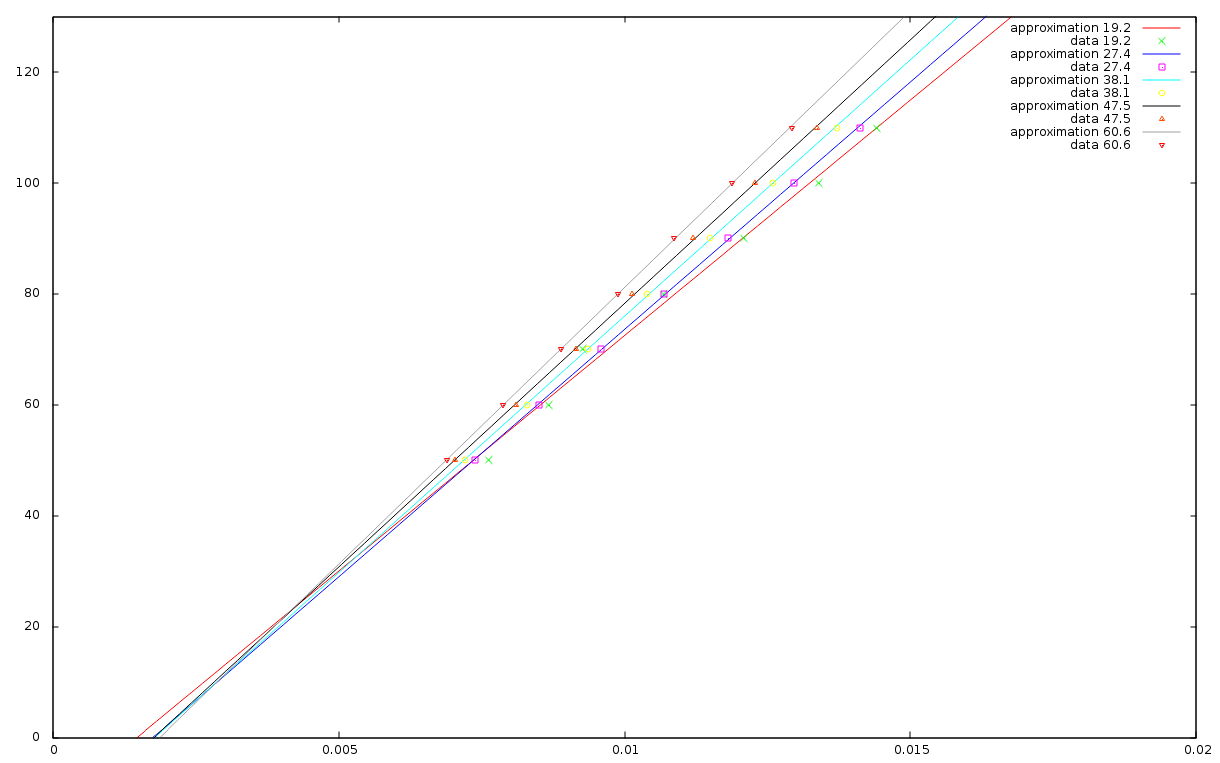 approximation 19.2
data 19.2
approximation 27.4
data 27.4
approximation 38.1
data 38.1
approximation 47.5
data 47.5
approximation 60.6
data 60.6
120
100
80
60
40
20
0
0 0.005 0.01 0.015 0.02